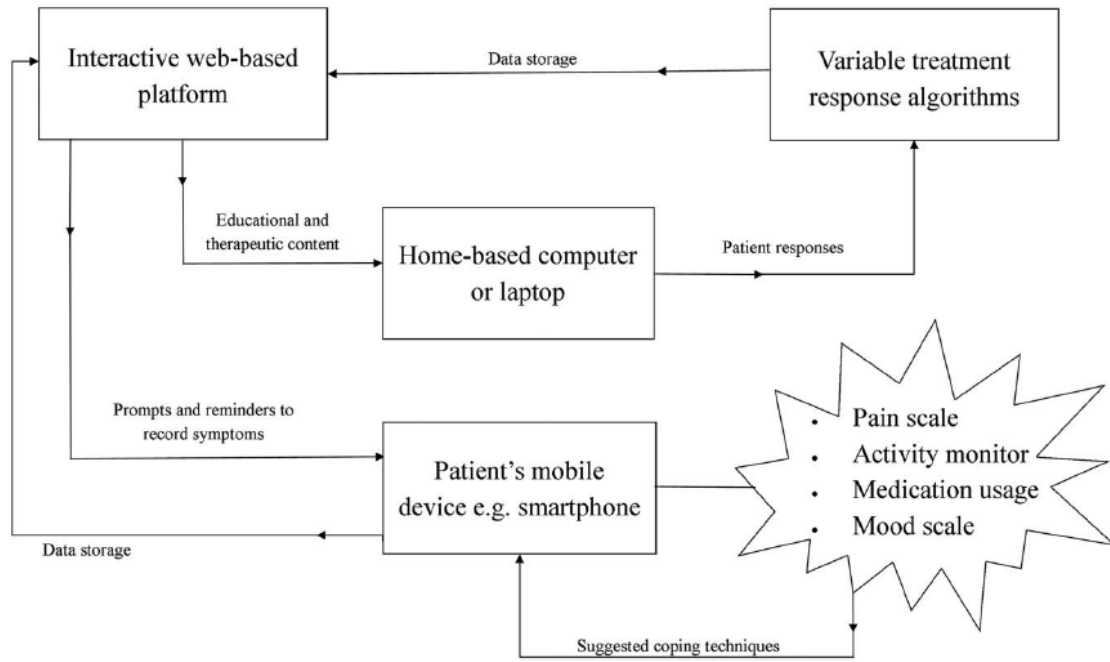 Interactive web-based
platform
Data storage
Variable treatment
response algorithms
Educational and
therapeutic content
Home-based computer
or laptop
Patient responses
Prompts and reminders to
record symptoms
Patient's mobile
device e.g. smartphone
• Pain scale
• Activity monitor
• Medication usage
• Mood scale
Data storage
Suggested coping techniques